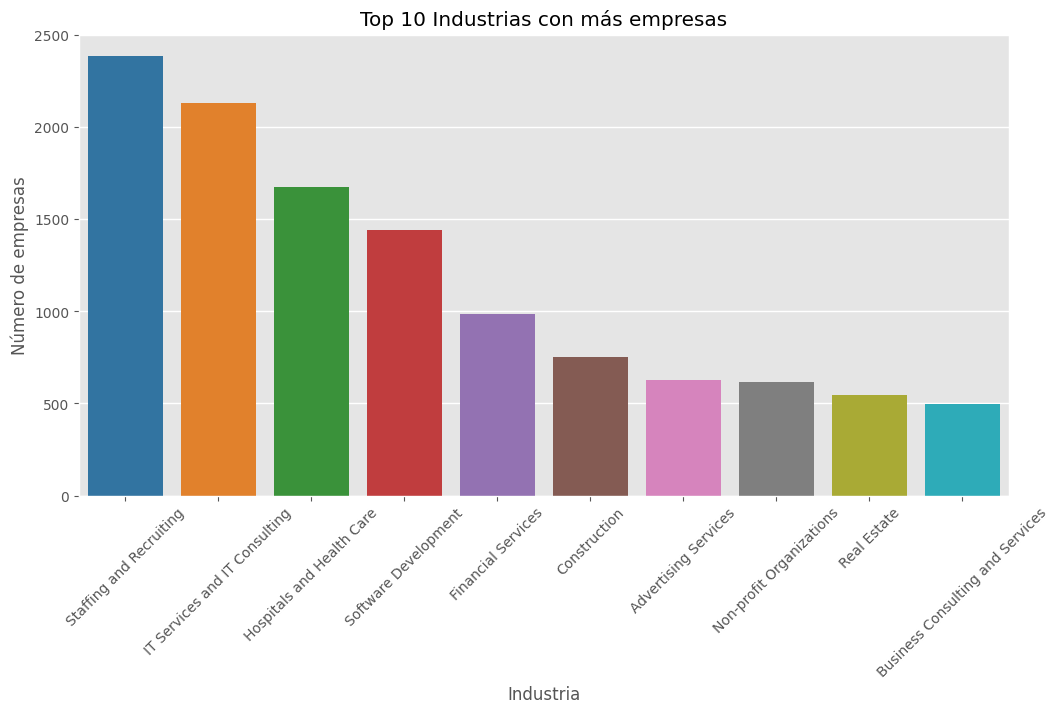 Top 10 Industrias con más empresas
Número de empresas
2500
2000
1500
1000
500
0
Staffing and Recruiting
IT Services and IT Consulting
Hospitals and Health Care
Software Development
Financial Services
Construction
Advertising Services
Non-profit Organizations
Real Estate
Business Consulting and Services
Industria